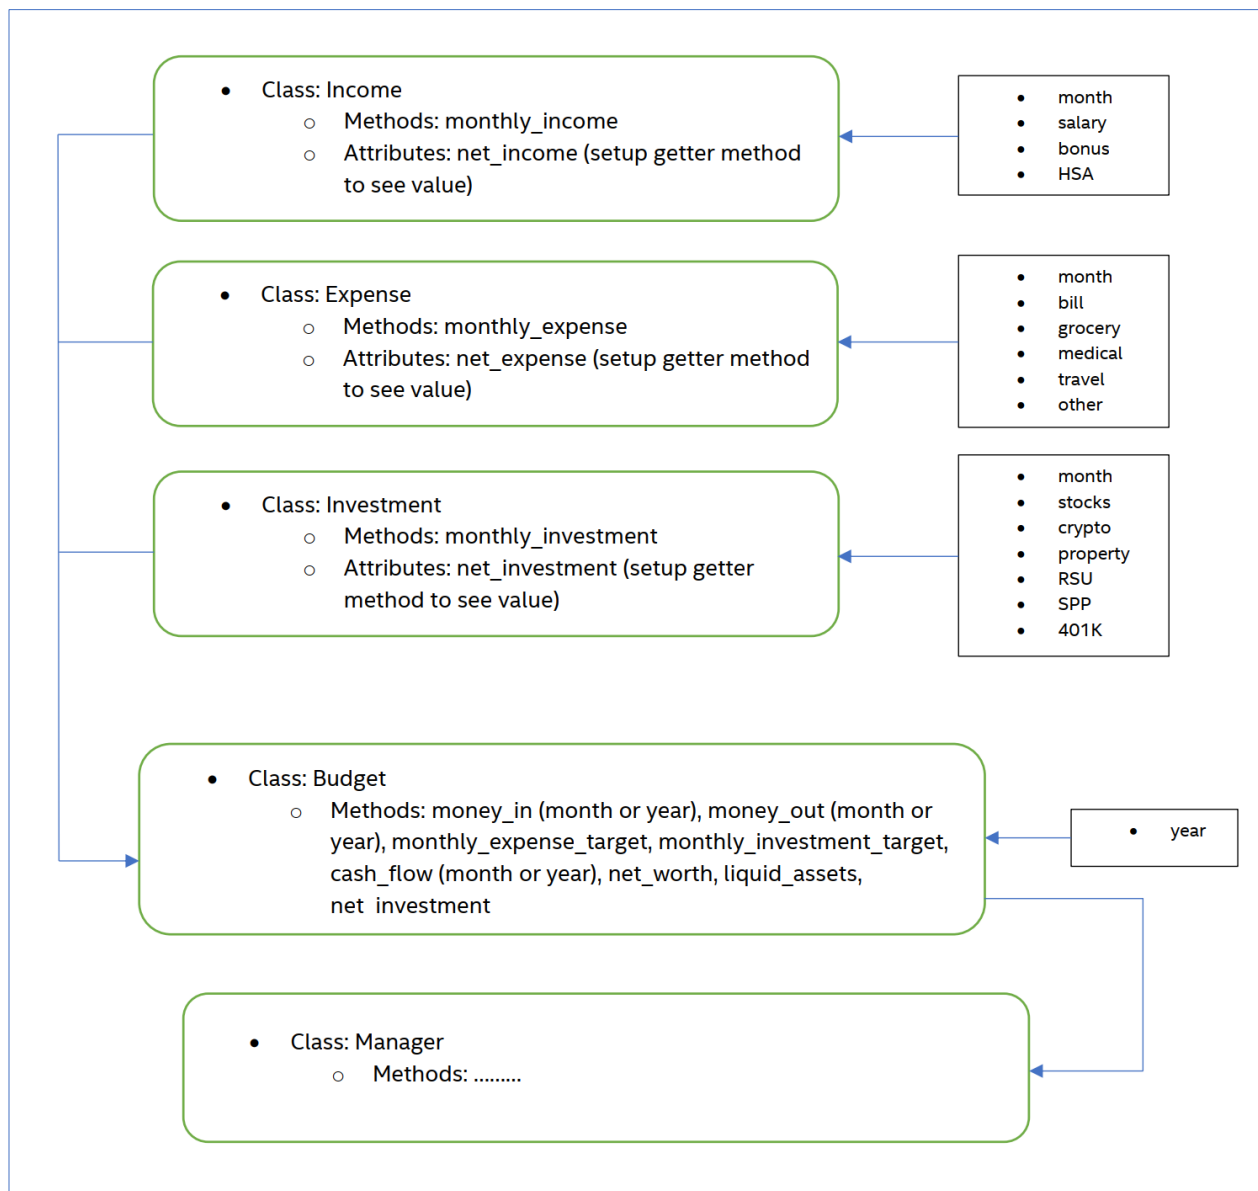 • Class: Income
○ Methods: monthly_income
○ Attributes: net_income (setup getter method
to see value)
• month
• salary
• bonus
• HSA
• Class: Expense
○ Methods: monthly_expense
○ Attributes: net_expense (setup getter method
to see value)
• month
• bill
• grocery
• medical
• travel
• other
• Class: Investment
○ Methods: monthly_investment
○ Attributes: net_investment (setup getter
method to see value)
• month
• stocks
• crypto
• property
• RSU
• SPP
• 401K
• Class: Budget
○ Methods: money_in (month or year), money_out (month or
year), monthly_expense_target, monthly_investment_target,
cash_flow (month or year), net_worth, liquid_assets,
net_investment
• year
• Class: Manager
○ Methods: .........